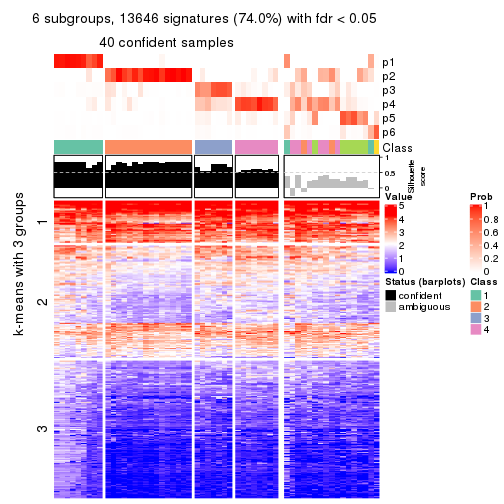 6 subgroups, 13646 signatures (74.0%) with fdr < 0.05
40 confident samples
p1
p2
p3
p4
p5
p6
Class
1
0.5
0
Silhouette
score
k-means with 3 groups
1
2
3
Value
5
4
3
2
1
0
Prob
1
0.8
0.6
0.4
0.2
0
Status (barplots)
confident
ambiguous
Class
1
2
3
4